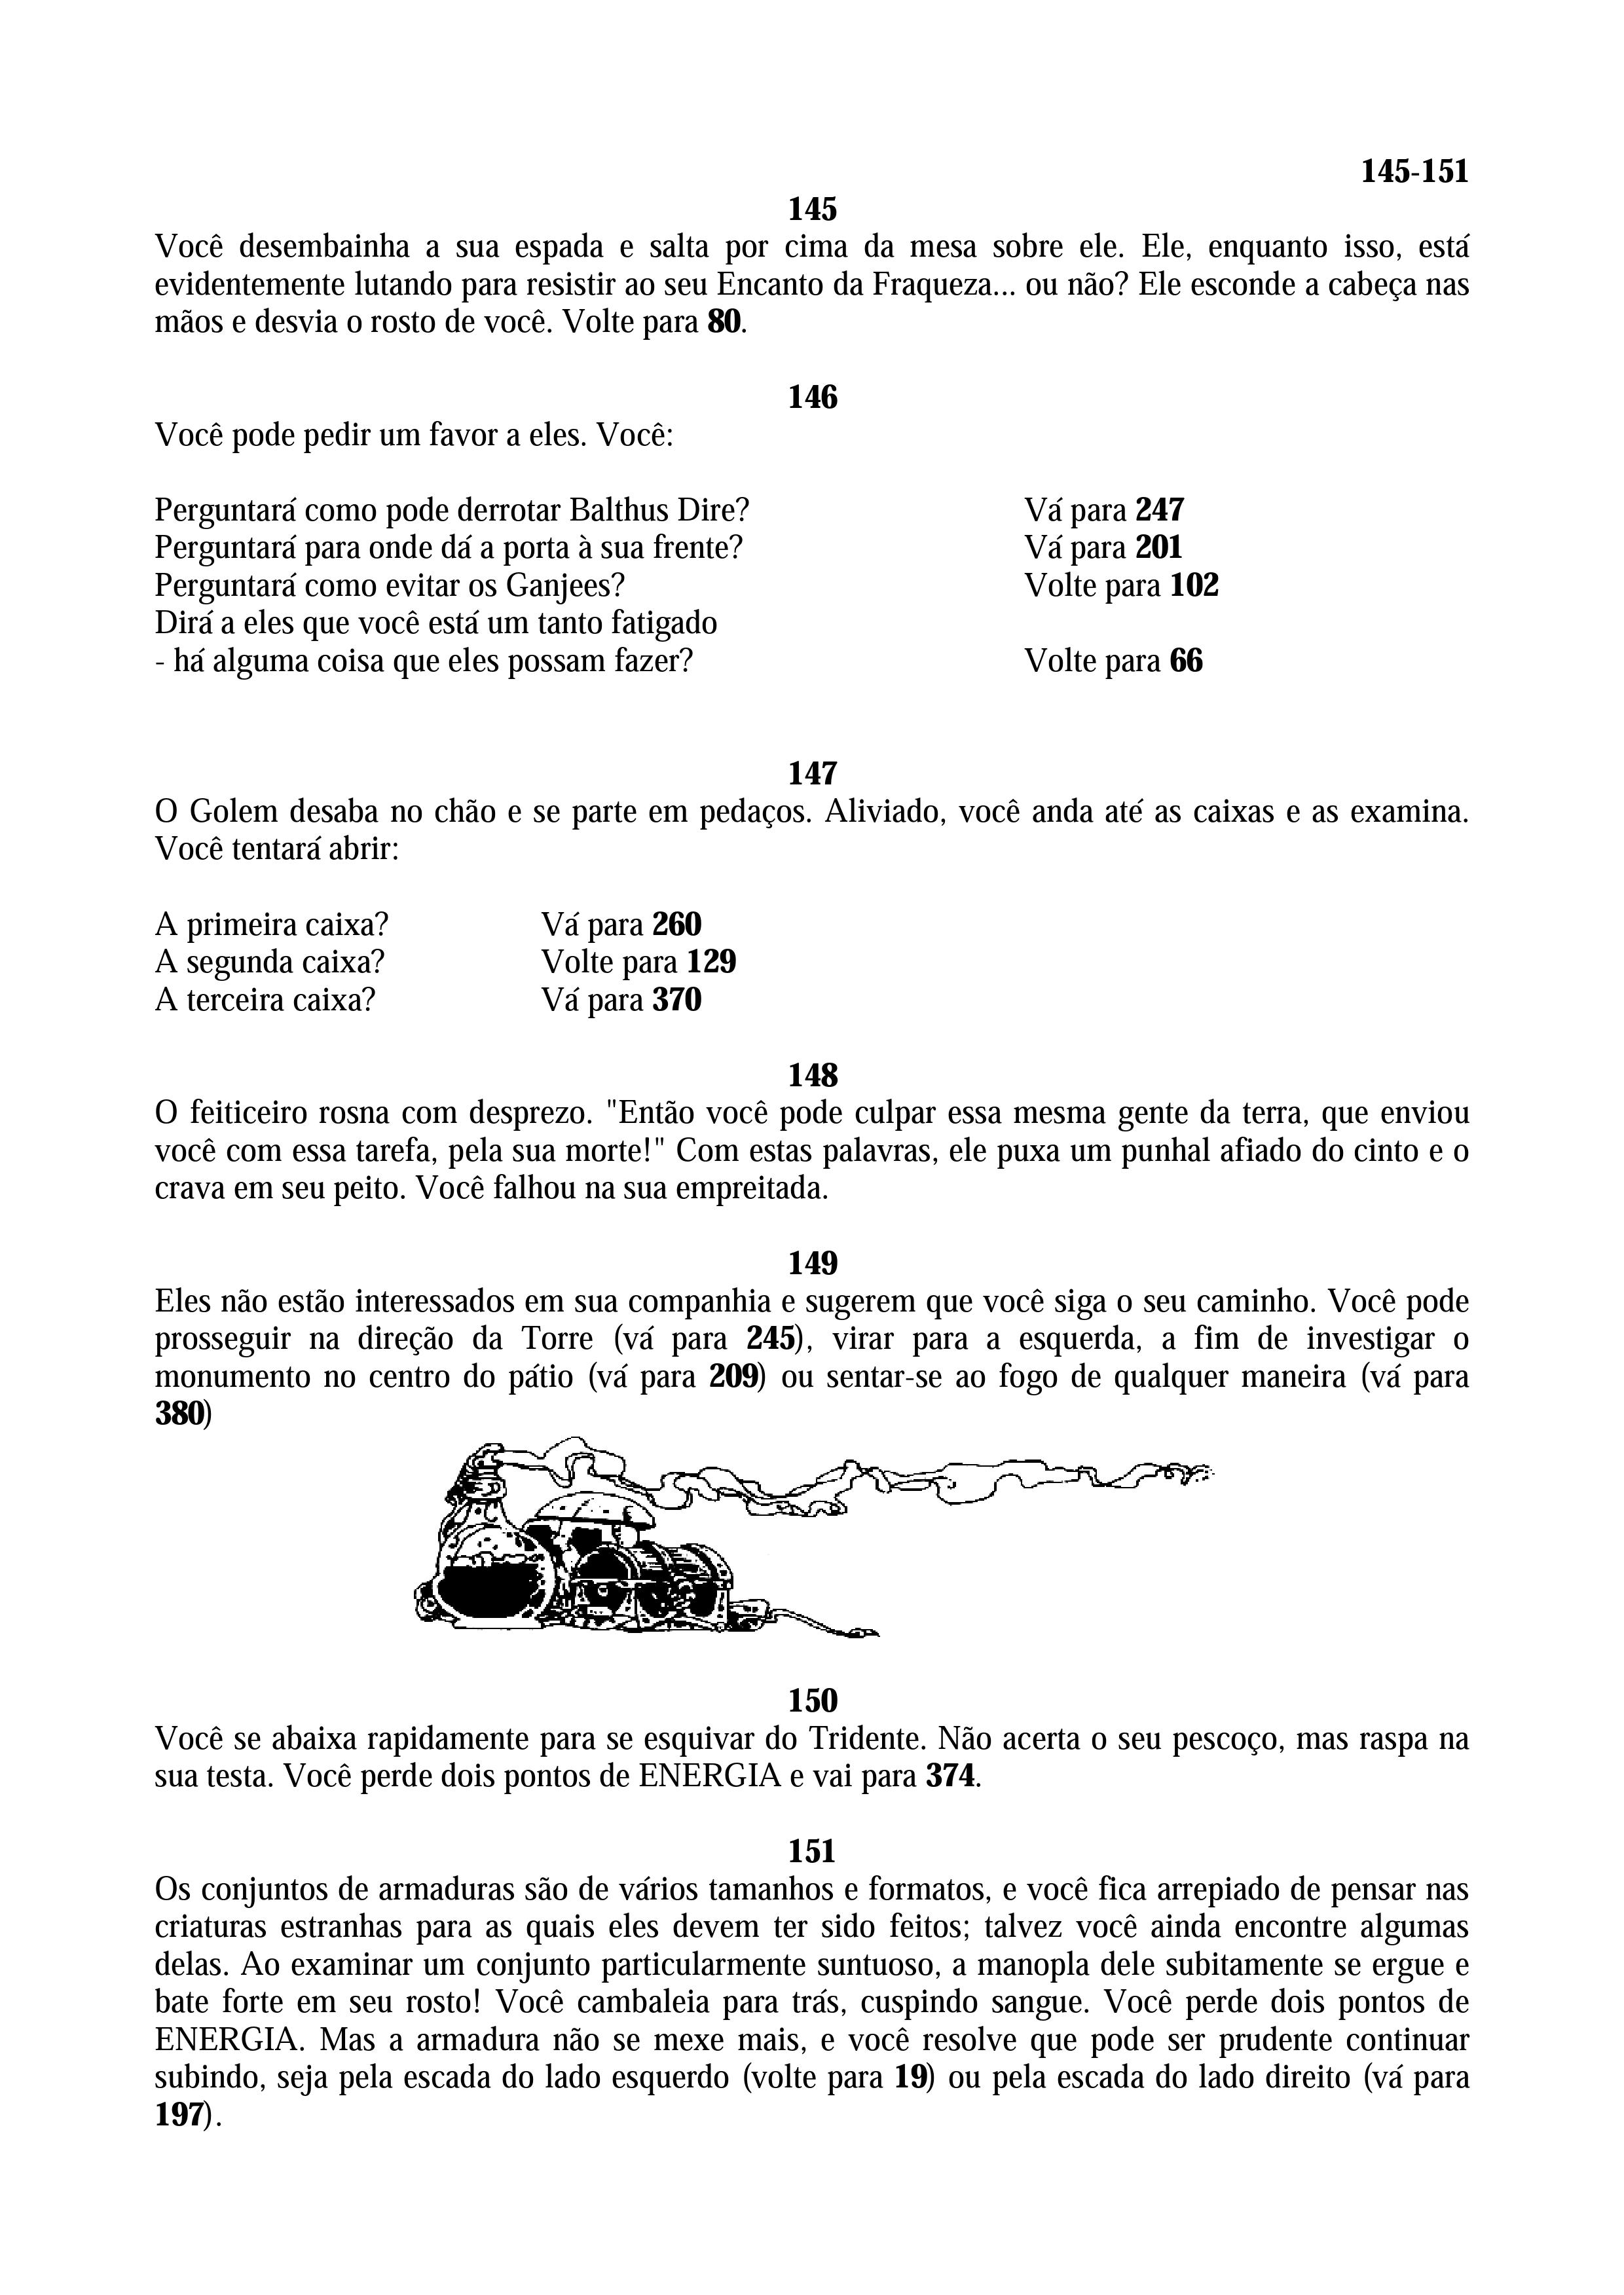 145-151
145
Você desembainha a sua espada e salta por cima da mesa sobre ele. Ele, enquanto isso, está
evidentemente lutando para resistir ao seu Encanto da Fraqueza... ou não? Ele esconde a cabeça nas
mãos e desvia o rosto de você. Volte para 80.
146
Você pode pedir um favor a eles. Você:
Perguntará como pode derrotar Balthus Dire? Vá para 247
Perguntará para onde dá a porta à sua frente? Vá para 201
Perguntará como evitar os Ganjees? Volte para 102
Dirá a eles que você está um tanto fatigado
- há alguma coisa que eles possam fazer? Volte para 66
147
O Golem desaba no chão e se parte em pedaços. Aliviado, você anda até as caixas e as examina.
Você tentará abrir:
A primeira caixa? Vá para 260
A segunda caixa? Volte para 129
A terceira caixa? Vá para 370
148
O feiticeiro rosna com desprezo. "Então você pode culpar essa mesma gente da terra, que enviou
você com essa tarefa, pela sua morte!" Com estas palavras, ele puxa um punhal afiado do cinto e o
crava em seu peito. Você falhou na sua empreitada.
149
Eles não estão interessados em sua companhia e sugerem que você siga o seu caminho. Você pode
prosseguir na direção da Torre (vá para 245), virar para a esquerda, a fim de investigar o
monumento no centro do pátio (vá para 209) ou sentar-se ao fogo de qualquer maneira (vá para
380)
150
Você se abaixa rapidamente para se esquivar do Tridente. Não acerta o seu pescoço, mas raspa na
sua testa. Você perde dois pontos de ENERGIA e vai para 374.
151
Os conjuntos de armaduras são de vários tamanhos e formatos, e você fica arrepiado de pensar nas
criaturas estranhas para as quais eles devem ter sido feitos; talvez você ainda encontre algumas
delas. Ao examinar um conjunto particularmente suntuoso, a manopla dele subitamente se ergue e
bate forte em seu rosto! Você cambaleia para trás, cuspindo sangue. Você perde dois pontos de
ENERGIA. Mas a armadura não se mexe mais, e você resolve que pode ser prudente continuar
subindo, seja pela escada do lado esquerdo (volte para 19) ou pela escada do lado direito (vá para
197).